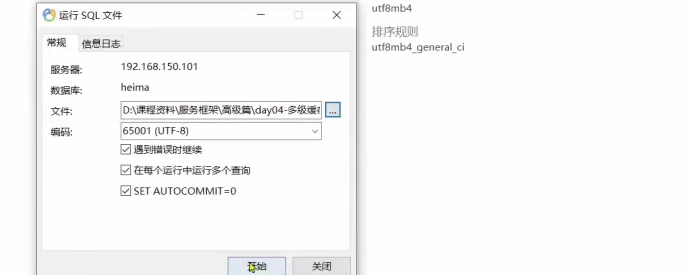 运行 SQL 文件
常规
信息日志
服务器:
192.168.150.101
数据库:
heima
文件:
D:\课程资料\服务框架\高级篇\day04-多级缓存
...
编码:
65001 (UTF-8)
遇到错误时继续
在每个运行中运行多个查询
SET AUTOCOMMIT=0
开始
关闭
utf8mb4
排序规则
utf8mb4_general_ci